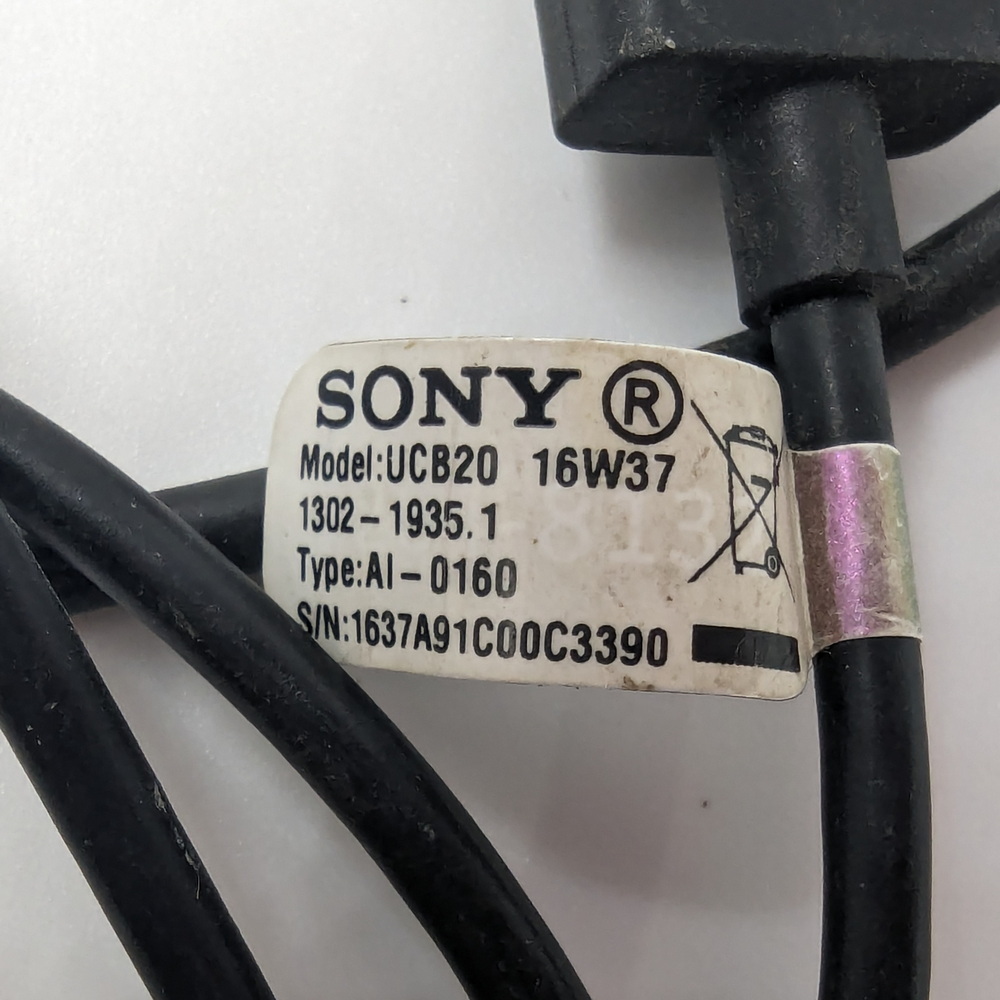 SONY ®
Model:UCB20 16W37
1302-1935.1
Type:AI-0160
S/N:1637A91C00C3390